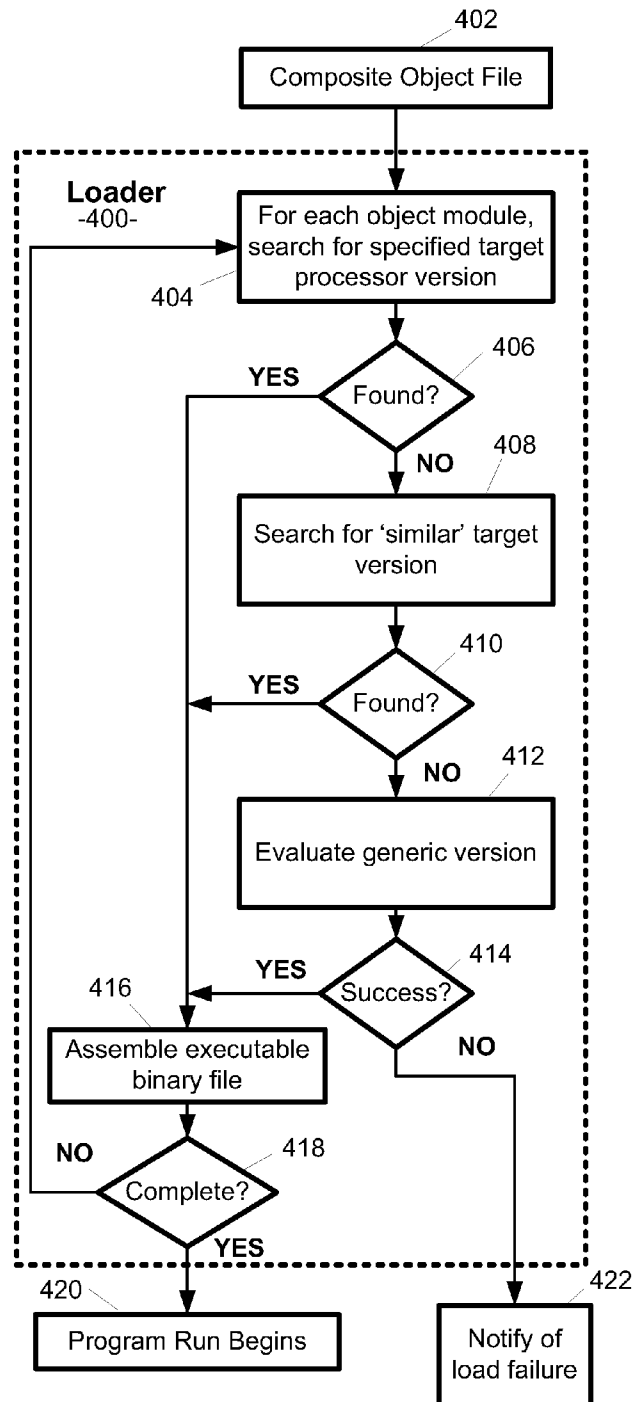 402
Composite Object File
Loader
-400-
For each object module,
search for specified target
processor version
404
406
YES
Found?
NO
408
Search for ‘similar’ target
version
410
YES
Found?
NO
412
Evaluate generic version
414
YES
Success?
NO
416
Assemble executable
binary file
418
NO
Complete?
YES
420
Program Run Begins
422
Notify of
load failure